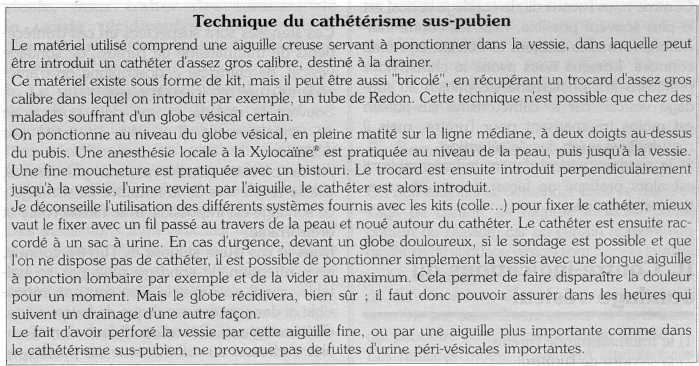 Technique du cathétérisme sus-pubien
Le matériel utilisé comprend une aiguille creuse servant à ponctionner dans la vessie, dans laquelle peut
être introduit un cathéter d'assez gros calibre, destiné à la drainer.
Ce matériel existe sous forme de kit, mais il peut être aussi "bricolé", en récupérant un trocard d'assez gros
calibre dans lequel on introduit par exemple, un tube de Redon. Cette technique n'est possible que chez des
malades souffrant d'un globe vésical certain.
On ponctionne au niveau du globe vésical, en pleine matité sur la ligne médiane, à deux doigts au-dessus
du pubis. Une anesthésie locale à la Xylocaïne® est pratiquée au niveau de la peau, puis jusqu'à la vessie.
Une fine moucheture est pratiquée avec un bistouri. Le trocard est ensuite introduit perpendiculairement
jusqu'à la vessie, l'urine revient par l'aiguille, le cathéter est alors introduit.
Je déconseille l'utilisation des différents systèmes fournis avec les kits (colle...) pour fixer le cathéter, mieux
vaut le fixer avec un fil passé au travers de la peau et noué autour du cathéter. Le cathéter est ensuite rac-
cordé à un sac à urine. En cas d'urgence, devant un globe douloureux, si le sondage est possible et que
l'on ne dispose pas de cathéter, il est possible de ponctionner simplement la vessie avec une longue aiguille
à ponction lombaire par exemple et de la vider au maximum. Cela permet de faire disparaître la douleur
pour un moment. Mais le globe récidivera, bien sûr ; il faut donc pouvoir assurer dans les heures qui
suivent un drainage d'une autre façon.
Le fait d'avoir perforé la vessie par cette aiguille fine, ou par une aiguille plus importante comme dans
le cathétérisme sus-pubien, ne provoque pas de fuites d'urine péri-vésicales importantes.